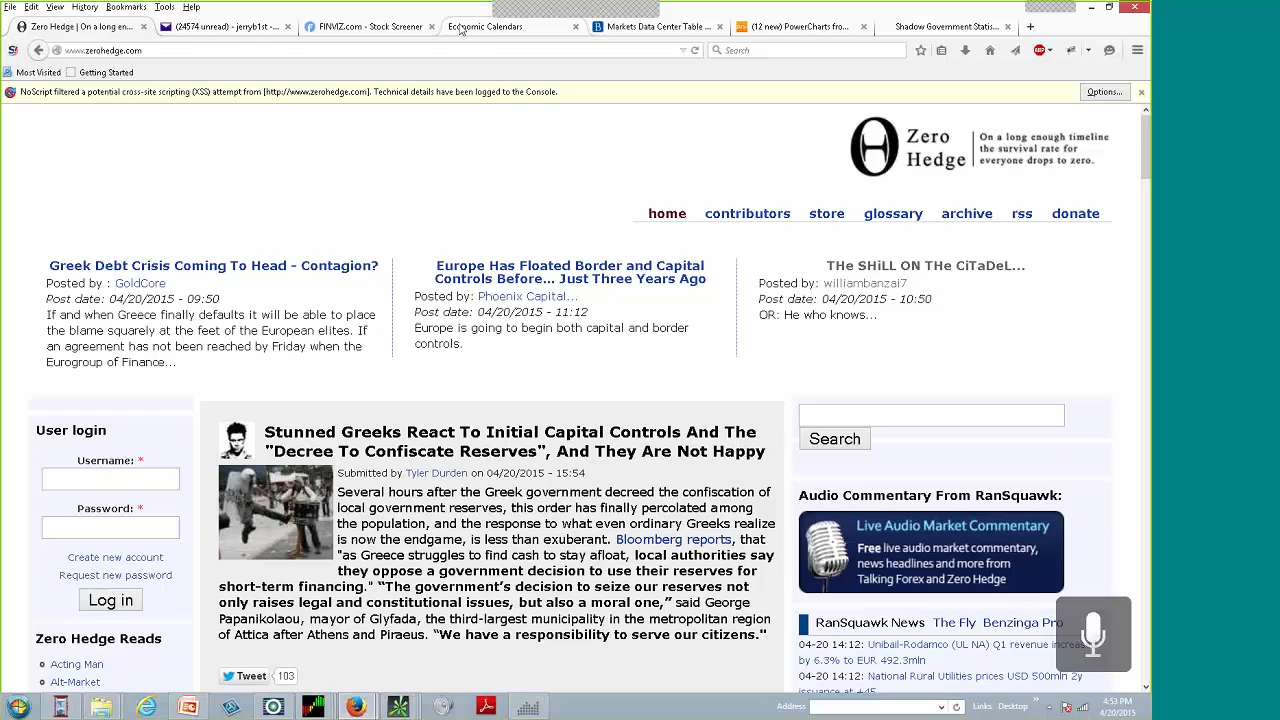 File Edit View History Bookmarks Tools Help
Zero Hedge | On a long en...
(24574 unread) - jerryb1st -...
FINVIZ.com - Stock Screener
Economic Calendars
Markets Data Center Table ...
(12 new) PowerCharts fro...
Shadow Government Statis...
www.zerohedge.com
Search
Most Visited
Getting Started
NoScript filtered a potential cross-site scripting (XSS) attempt from [http://www.zerohedge.com]. Technical details have been logged to the Console.
Options...
Zero
Hedge
On a long enough timeline
the survival rate for
everyone drops to zero.
home contributors store glossary archive rss donate
Greek Debt Crisis Coming To Head - Contagion?
Posted by : GoldCore
Post date: 04/20/2015 - 09:50
If and when Greece finally defaults it will be able to place
the blame squarely at the feet of the European elites. If
an agreement has not been reached by Friday when the
Eurogroup of Finance...
Europe Has Floated Border and Capital
Controls Before... Just Three Years Ago
Posted by: Phoenix Capital...
Post date: 04/20/2015 - 11:12
Europe is going to begin both capital and border
controls.
THe SHiLL ON THe CiTaDeL...
Posted by: williambanzai7
Post date: 04/20/2015 - 10:50
OR: He who knows...
User login
Username: *
Password: *
Create new account
Request new password
Log in
Zero Hedge Reads
Acting Man
Alt-Market
Stunned Greeks React To Initial Capital Controls And The
"Decree To Confiscate Reserves", And They Are Not Happy
Submitted by Tyler Durden on 04/20/2015 - 15:54
Several hours after the Greek government decreed the confiscation of
local government reserves, this order has finally percolated among
the population, and the response to what even ordinary Greeks realize
is now the endgame, is less than exuberant. Bloomberg reports, that
"as Greece struggles to find cash to stay afloat, local authorities say
they oppose a government decision to use their reserves for
short-term financing." “The government’s decision to seize our reserves not
only raises legal and constitutional issues, but also a moral one,” said George
Papanikolaou, mayor of Glyfada, the third-largest municipality in the metropolitan region
of Attica after Athens and Piraeus. “We have a responsibility to serve our citizens."
Tweet 103
Search
Audio Commentary From RanSquawk:
Live Audio Market Commentary
Free live audio market commentary,
news headlines and more from
Talking Forex and Zero Hedge
RanSquawk News The Fly Benzinga Pro
04-20 14:12: Unibail-Rodamco (UL NA) Q1 revenue increas
by 6.3% to EUR 492.3mln
04-20 14:12: National Rural Utilities prices USD 500mln 2y
issuance at +45
Address
Links Desktop
4:53 PM
4/20/2015